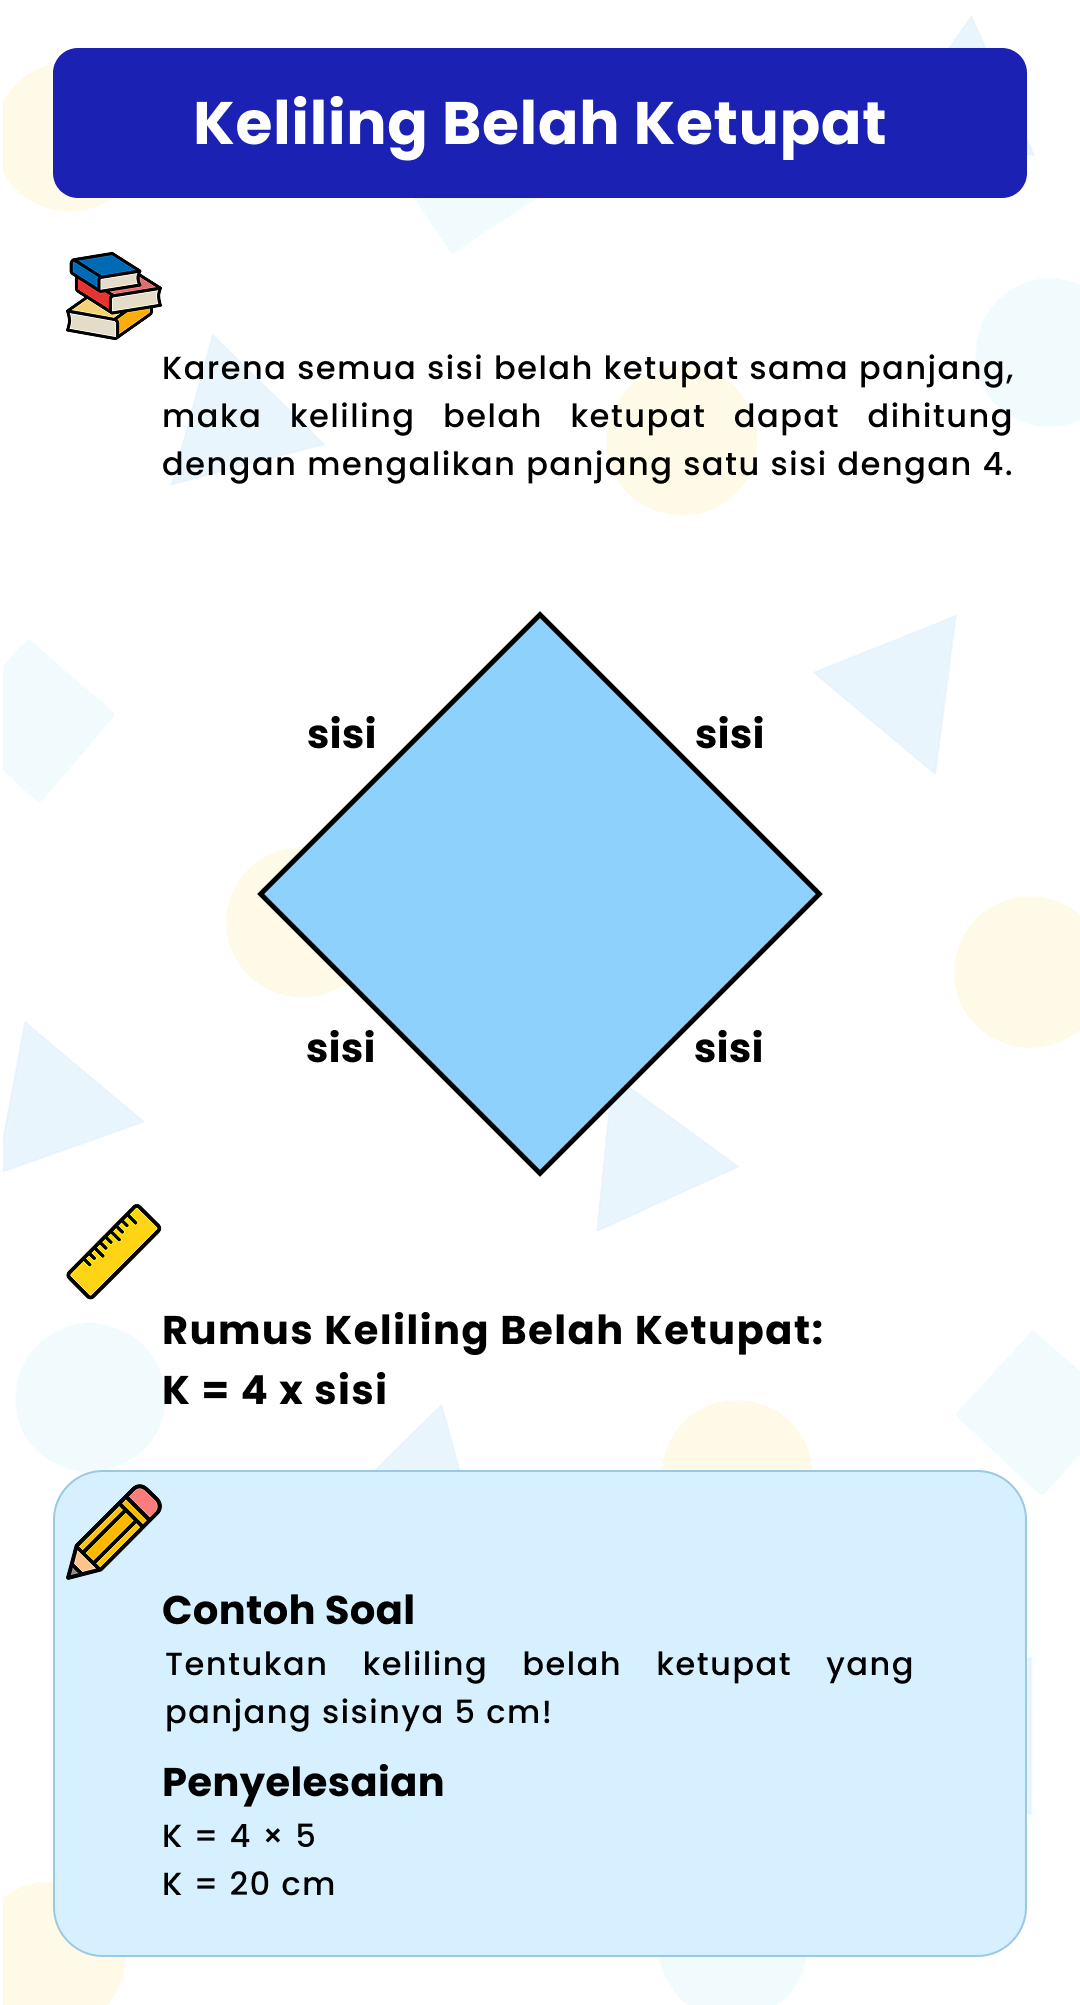 Keliling Belah Ketupat
Karena semua sisi belah ketupat sama panjang,
maka keliling belah ketupat dapat dihitung
dengan mengalikan panjang satu sisi dengan 4.
sisi
sisi
sisi
sisi
Rumus Keliling Belah Ketupat:
K = 4 x sisi
Contoh Soal
Tentukan keliling belah ketupat yang
panjang sisinya 5 cm!
Penyelesaian
K = 4 × 5
K = 20 cm